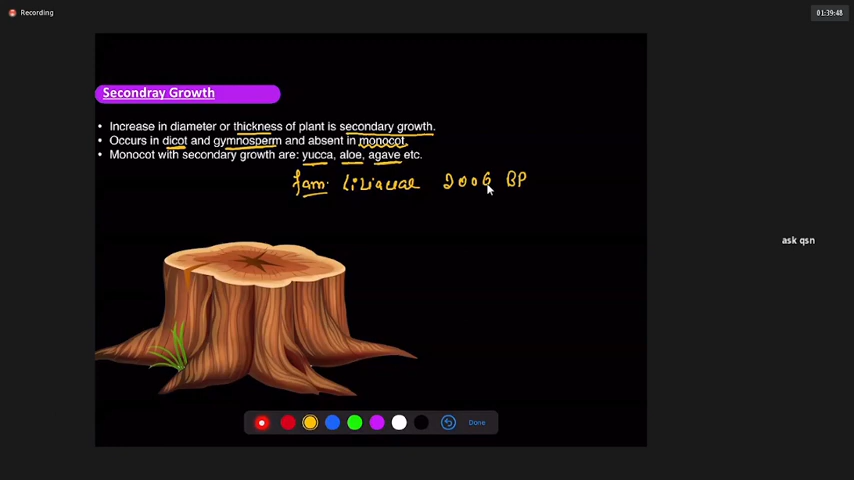 Recording
01:39:48
Secondray Growth
• Increase in diameter or thickness of plant is secondary growth.
• Occurs in dicot and gymnosperm and absent in monocot.
• Monocot with secondary growth are: yucca, aloe, agave etc.
fam. Liliaceae 2006 BP
ask qsn
Done